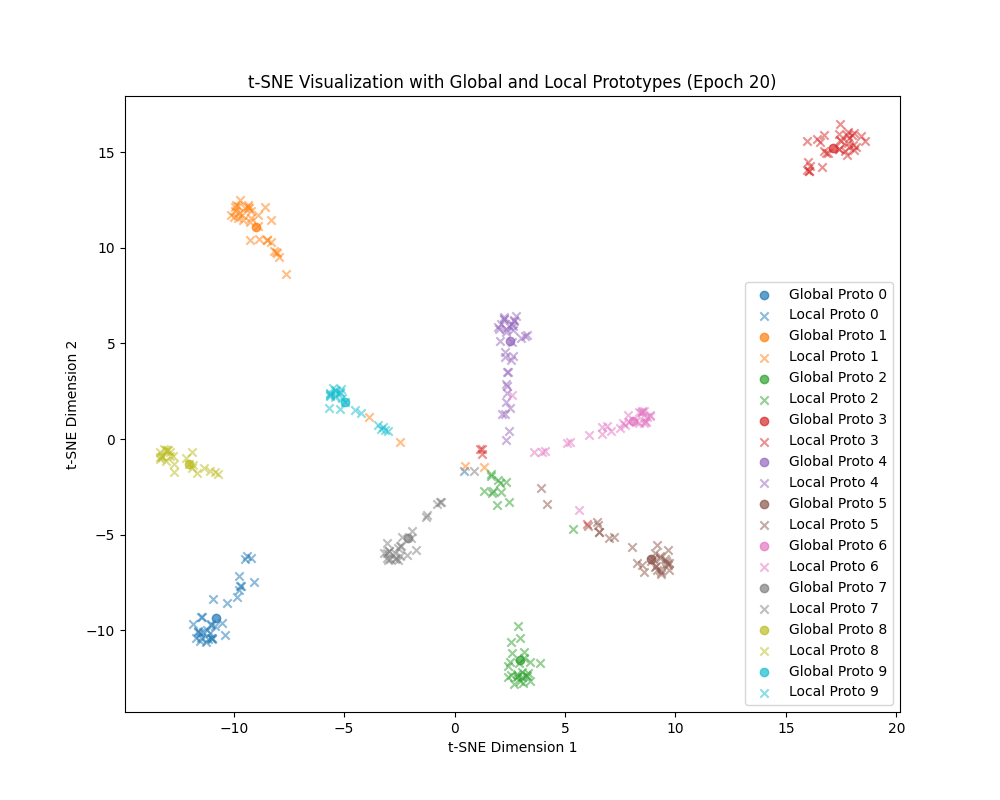 t-SNE Visualization with Global and Local Prototypes (Epoch 20)
t-SNE Dimension 2
15
10
5
0
−5
−10
Global Proto 0
Local Proto 0
Global Proto 1
Local Proto 1
Global Proto 2
Local Proto 2
Global Proto 3
Local Proto 3
Global Proto 4
Local Proto 4
Global Proto 5
Local Proto 5
Global Proto 6
Local Proto 6
Global Proto 7
Local Proto 7
Global Proto 8
Local Proto 8
Global Proto 9
Local Proto 9
−10
−5
0
5
10
15
20
t-SNE Dimension 1